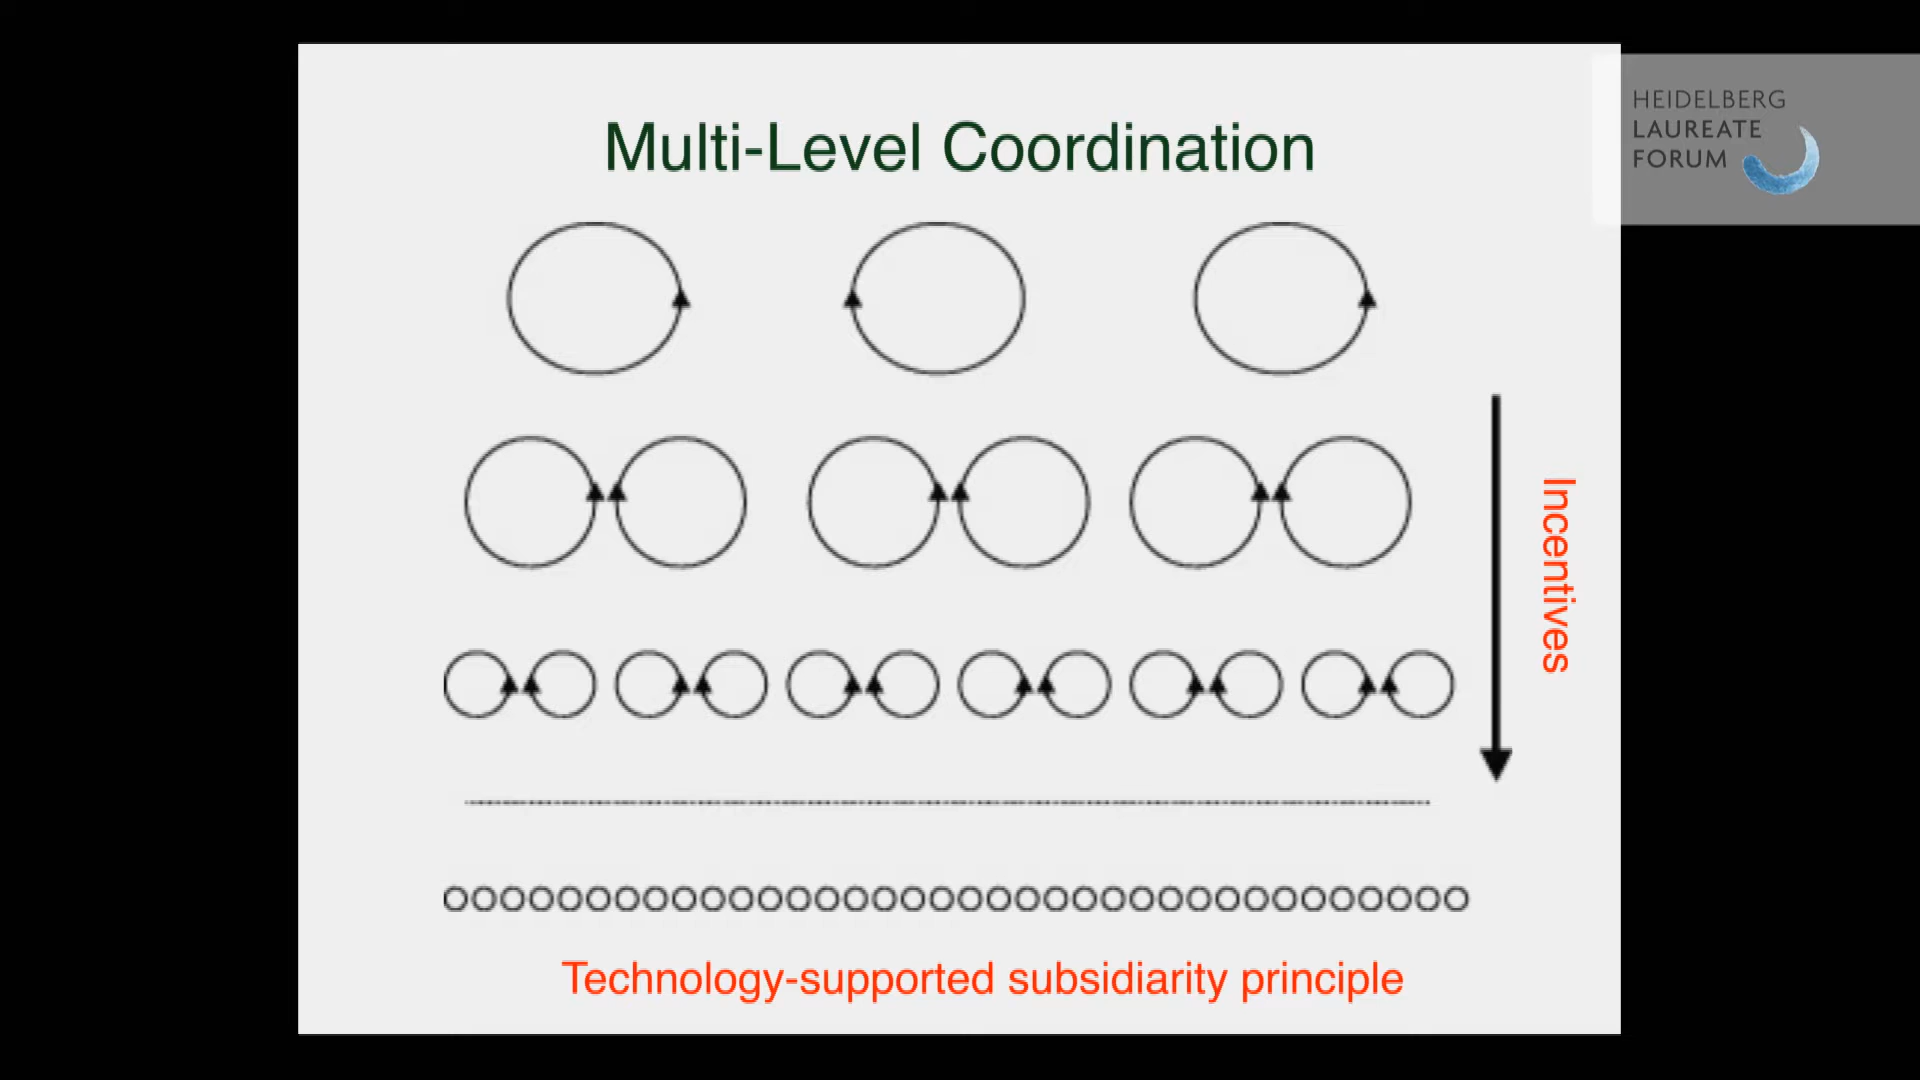 Multi-Level Coordination
HEIDELBERG
LAUREATE
FORUM
Incentives
Technology-supported subsidiarity principle